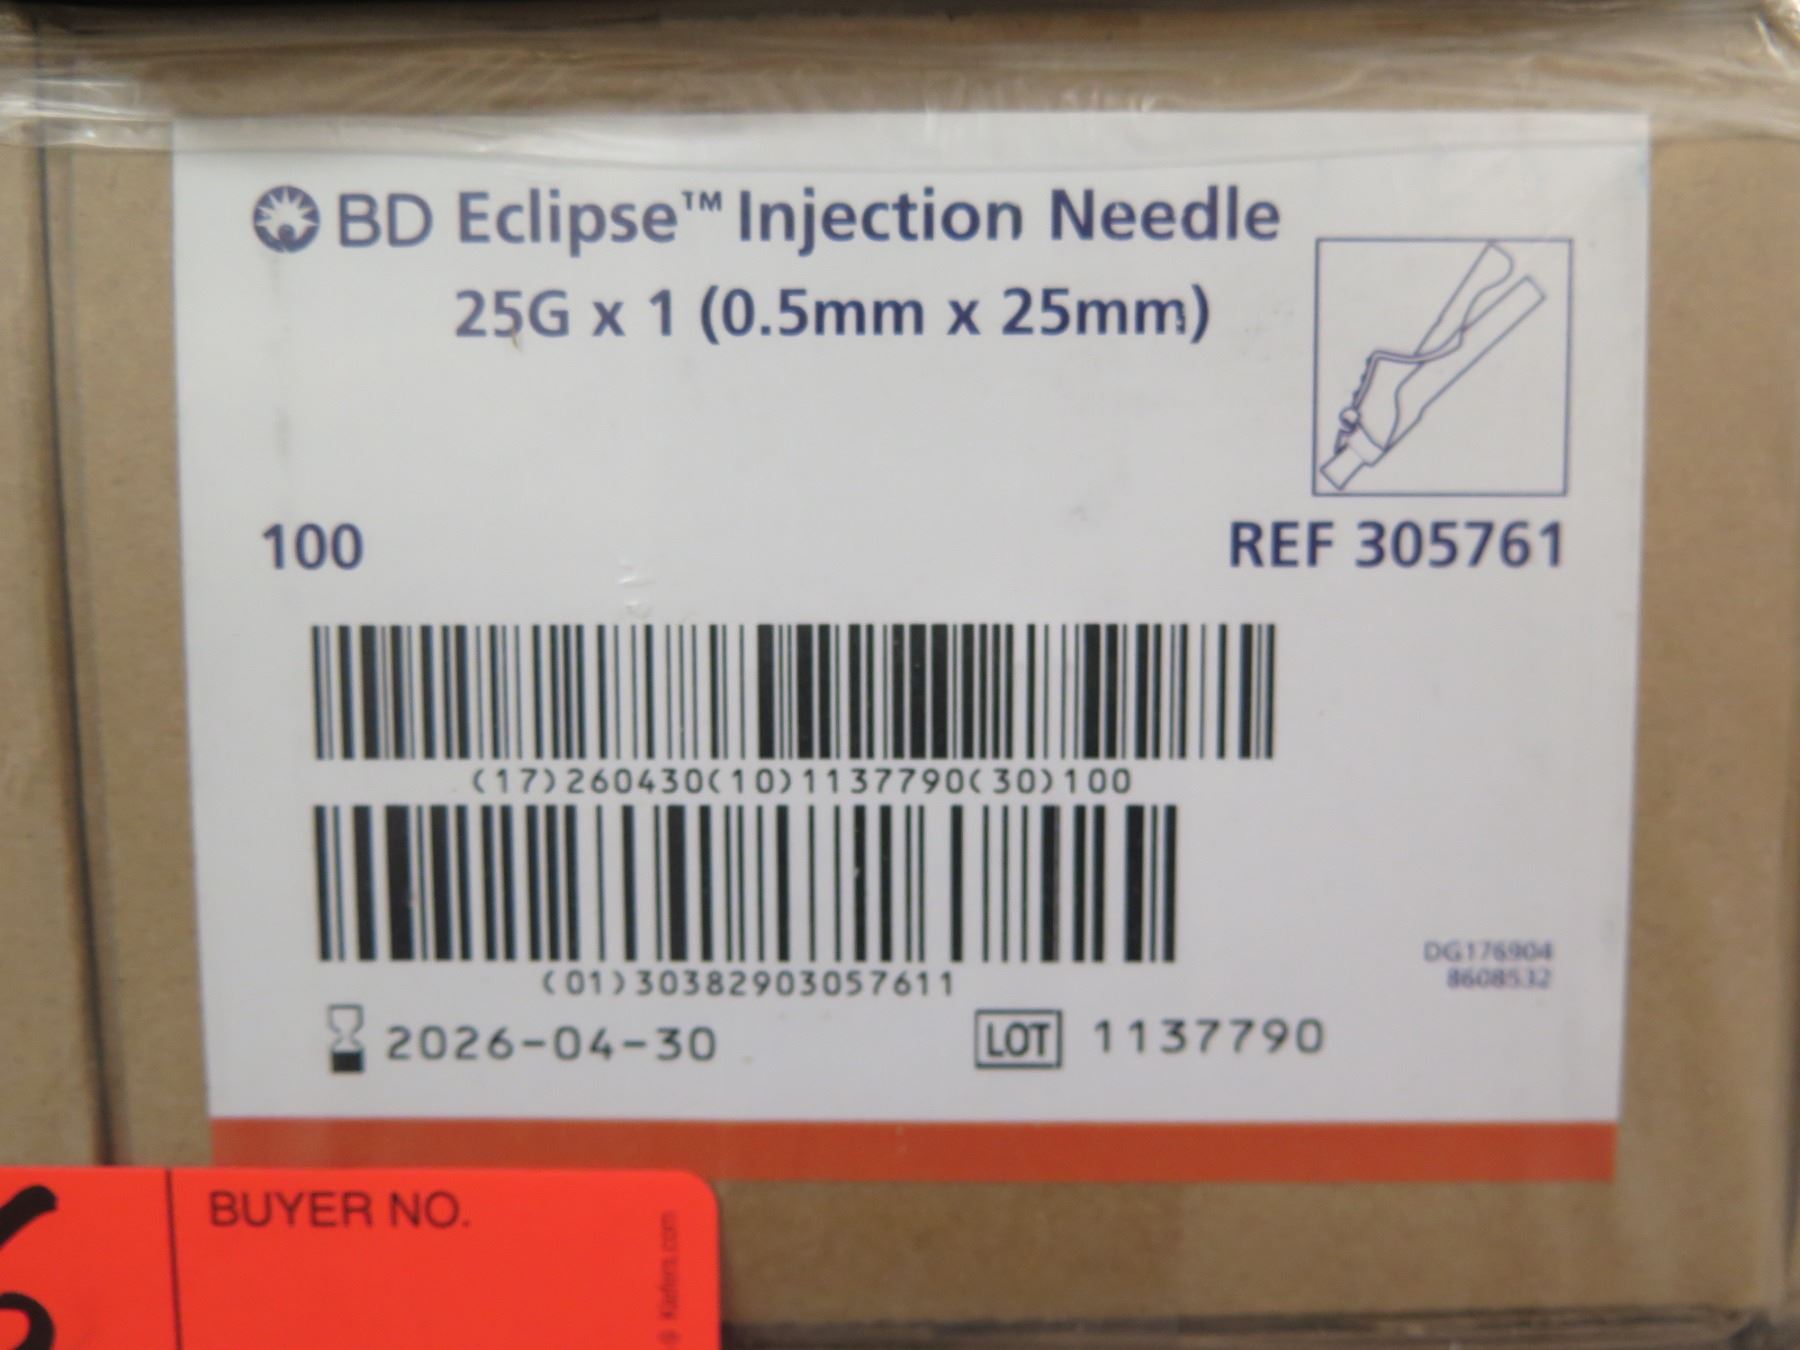 BD Eclipse™ Injection Needle
25G x 1 (0.5mm x 25mm)
100
REF 305761
(17)260430(10)1137790(30)100
(01)30382903057611
DG176904
8608532
2026-04-30
LOT 1137790
BUYER NO.